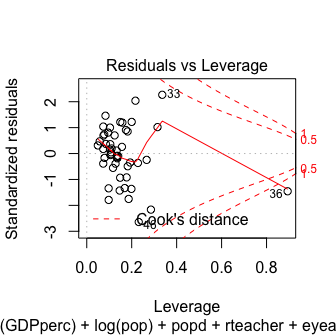 Residuals vs Leverage
Standardized residuals
2
1
0
-1
-3
33
36
46
1
0.5
0.5
1
Cook's distance
0.0 0.2 0.4 0.6 0.8
Leverage
(GDPperc) + log(pop) + popd + rteacher + eyea